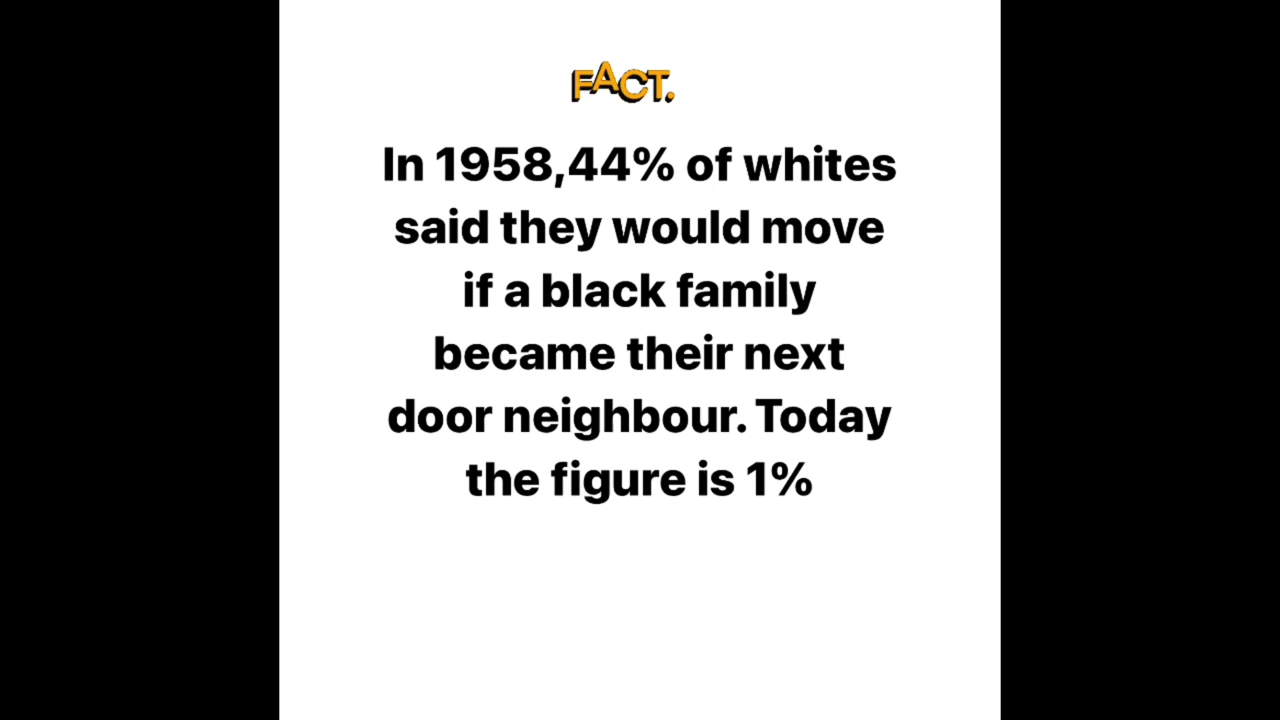 FACT.
In 1958,44% of whites
said they would move
if a black family
became their next
door neighbour. Today
the figure is 1%